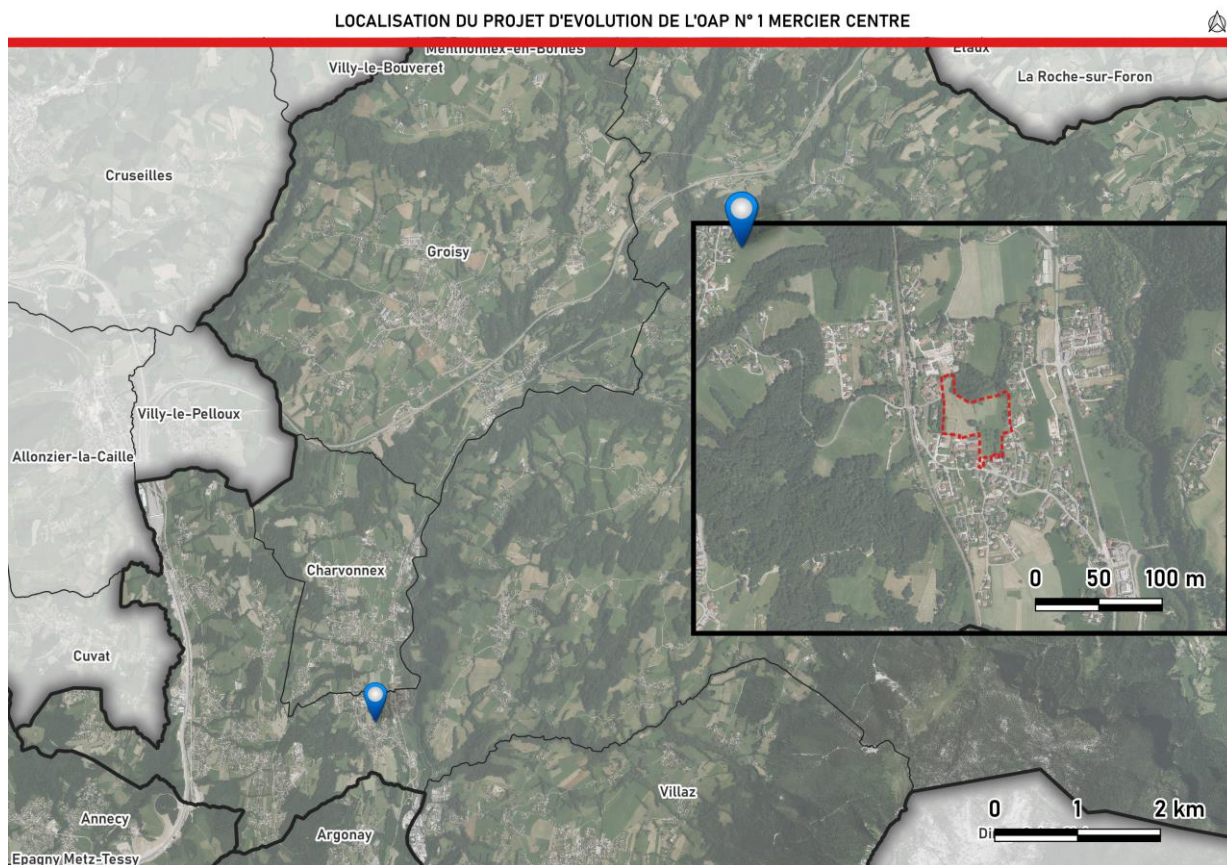 LOCALISATION DU PROJET D'EVOLUTION DE L'OAP N° 1 MERCIER CENTRE
Menthonnex-en-Bornes
Etaux
Villy-le-Bouveret
La Roche-sur-Foron
Cruseilles
Groisy
Villy-le-Pelloux
Allonzier-la-Caille
Charvonnex
0 50 100 m
Cuvat
Villaz
0 1 2 km
Annecy
Argonay
Epagny Metz-Tessy